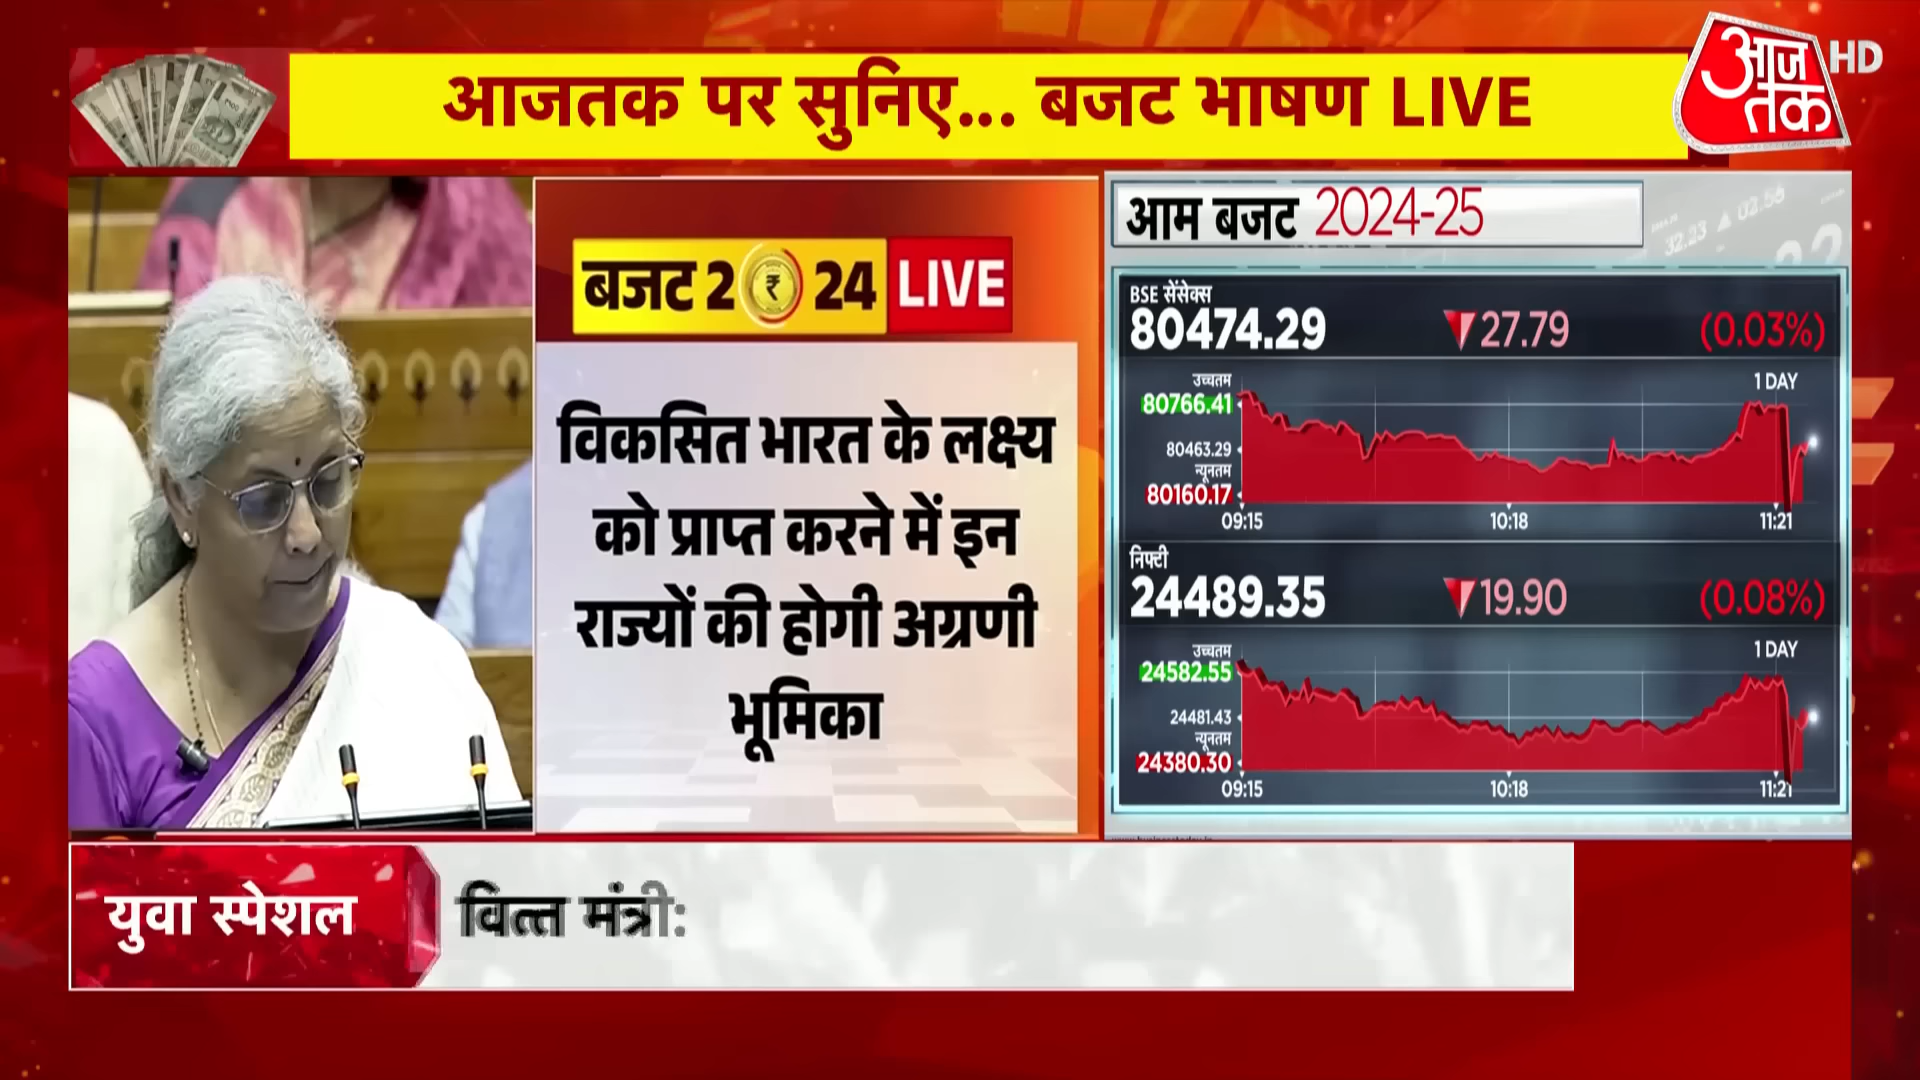 आजतक पर सुनिए... बजट भाषण LIVE
आज तक HD
बजट 2024 LIVE
विकसित भारत के लक्ष्य
को प्राप्त करने में इन
राज्यों की होगी अग्रणी
भूमिका
आम बजट 2024-25
BSE सेंसेक्स
80474.29 27.79 (0.03%)
उच्चतम
1 DAY
80766.41
80463.29
न्यूनतम
80160.17
09:15 10:18 11:21
निफ्टी
24489.35 19.90 (0.08%)
उच्चतम
1 DAY
24582.55
24481.43
न्यूनतम
24380.30
09:15 10:18 11:21
युवा स्पेशल
वित्त मंत्री: